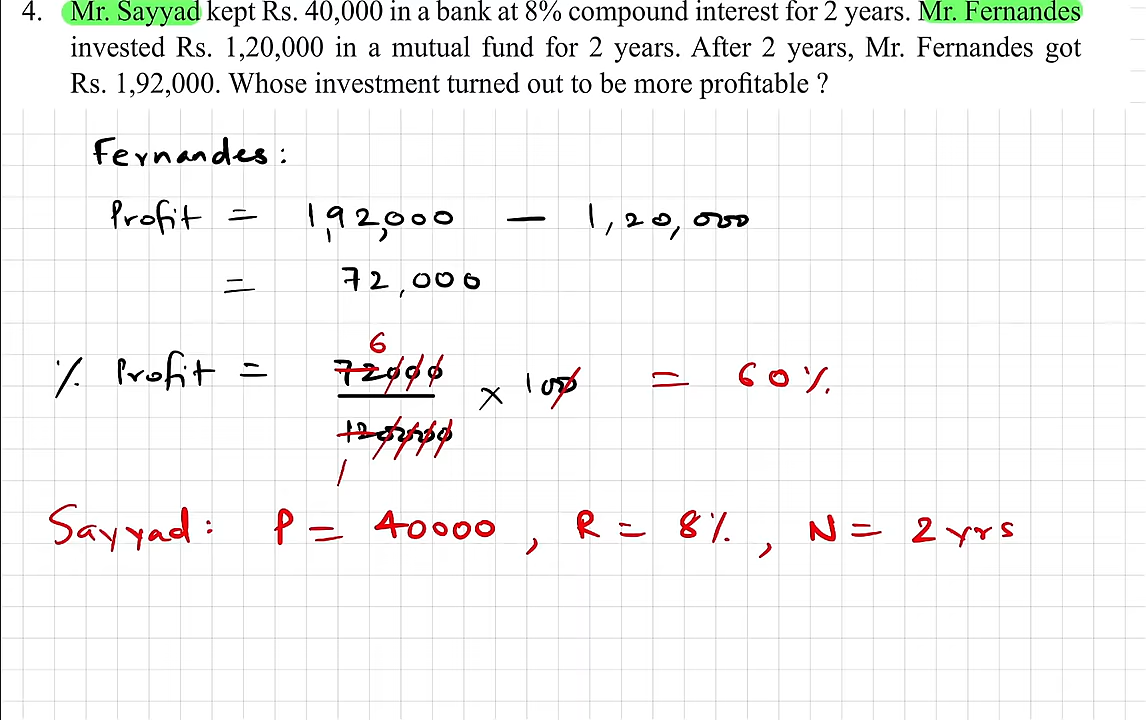 4. Mr. Sayyad kept Rs. 40,000 in a bank at 8% compound interest for 2 years. Mr. Fernandes
invested Rs. 1,20,000 in a mutual fund for 2 years. After 2 years, Mr. Fernandes got
Rs. 1,92,000. Whose investment turned out to be more profitable ?
Fernandes:
Profit = 1,92,000 — 1,20,000
= 72,000
6
% Profit = 72000 / 120000 × 100 = 60%
1
Sayyad: P = 40000, R = 8%, N = 2 yrs